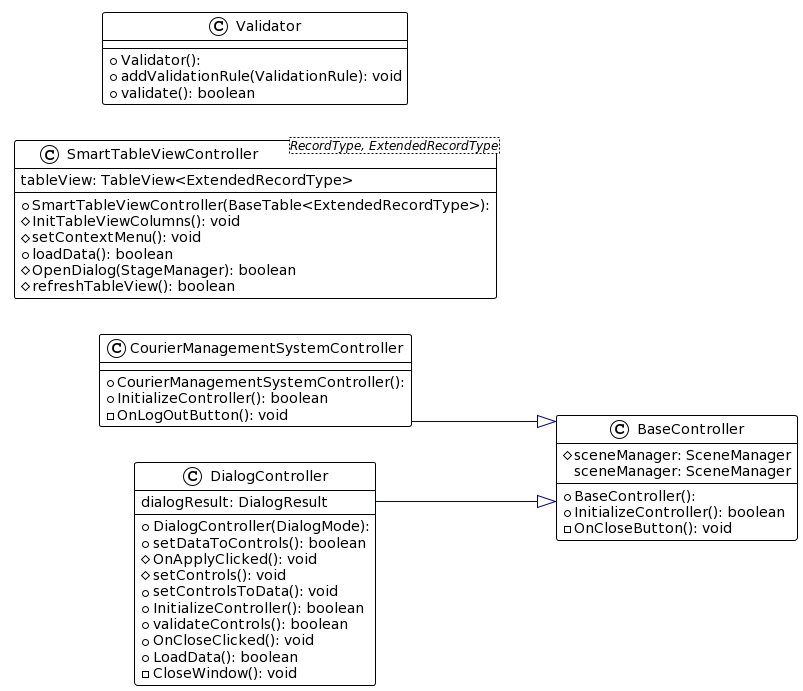 C Validator
Validator():
addValidationRule(ValidationRule): void
validate(): boolean
C SmartTableViewController
RecordType, ExtendedRecordType
tableView: TableView<ExtendedRecordType>
SmartTableViewController(BaseTable<ExtendedRecordType>):
InitTableViewColumns(): void
setContextMenu(): void
loadData(): boolean
OpenDialog(StageManager): boolean
refreshTableView(): boolean
C CourierManagementSystemController
CourierManagementSystemController():
InitializeController(): boolean
OnLogOutButton(): void
C BaseController
sceneManager: SceneManager
sceneManager: SceneManager
BaseController():
InitializeController(): boolean
OnCloseButton(): void
C DialogController
dialogResult: DialogResult
DialogController(DialogMode):
setDataToControls(): boolean
OnApplyClicked(): void
setControls(): void
setControlsToData(): void
InitializeController(): boolean
validateControls(): boolean
OnCloseClicked(): void
LoadData(): boolean
CloseWindow(): void